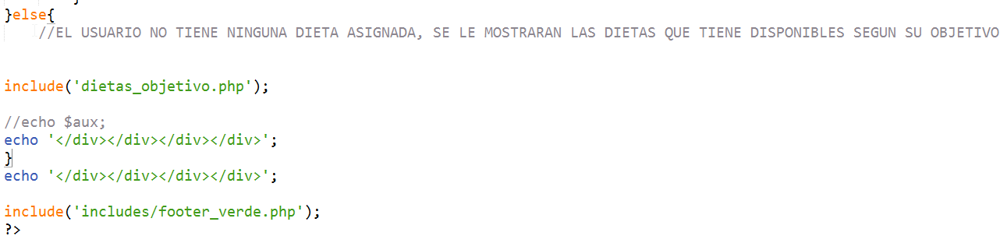 }else{
//EL USUARIO NO TIENE NINGUNA DIETA ASIGNADA, SE LE MOSTRARAN LAS DIETAS QUE TIENE DISPONIBLES SEGUN SU OBJETIVO
include('dietas_objetivo.php');
//echo $aux;
echo '</div></div></div></div>';
}
echo '</div></div></div></div>';
include('includes/footer_verde.php');
?>